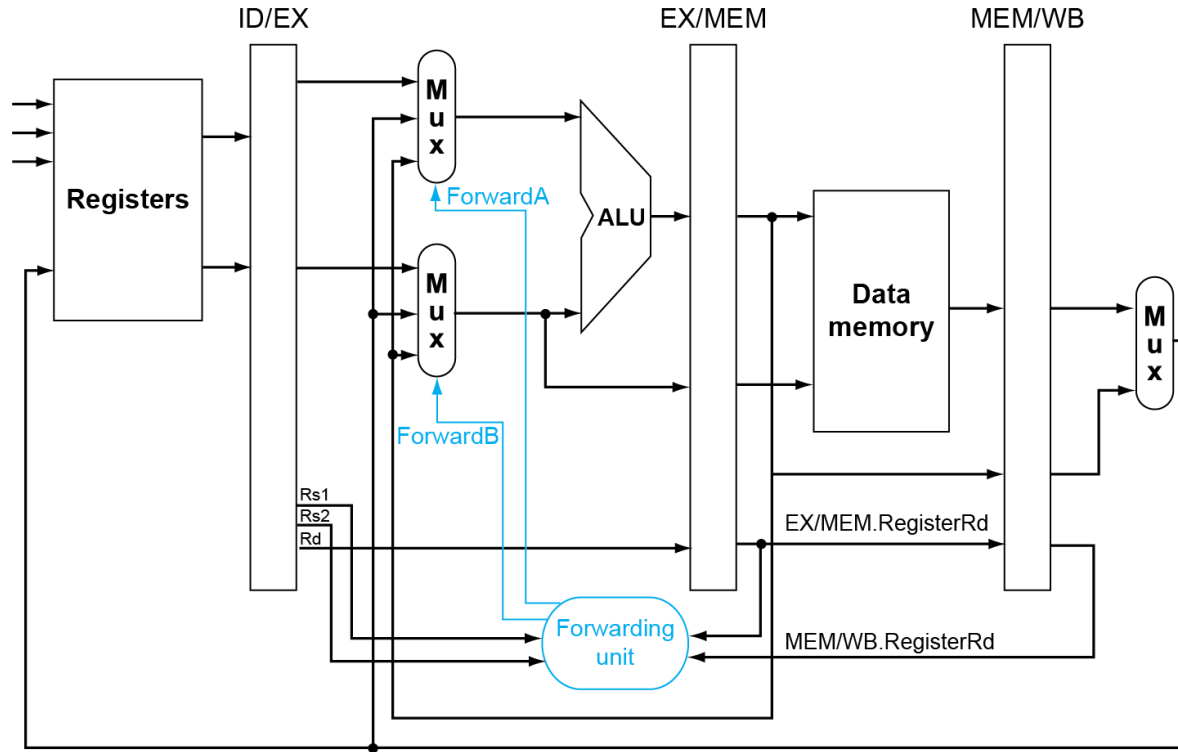 ID/EX
EX/MEM
MEM/WB
M
u
x
Registers
ForwardA
ALU
M
u
x
Data
memory
M
u
x
ForwardB
Rs1
Rs2
Rd
EX/MEM.RegisterRd
Forwarding
unit
MEM/WB.RegisterRd